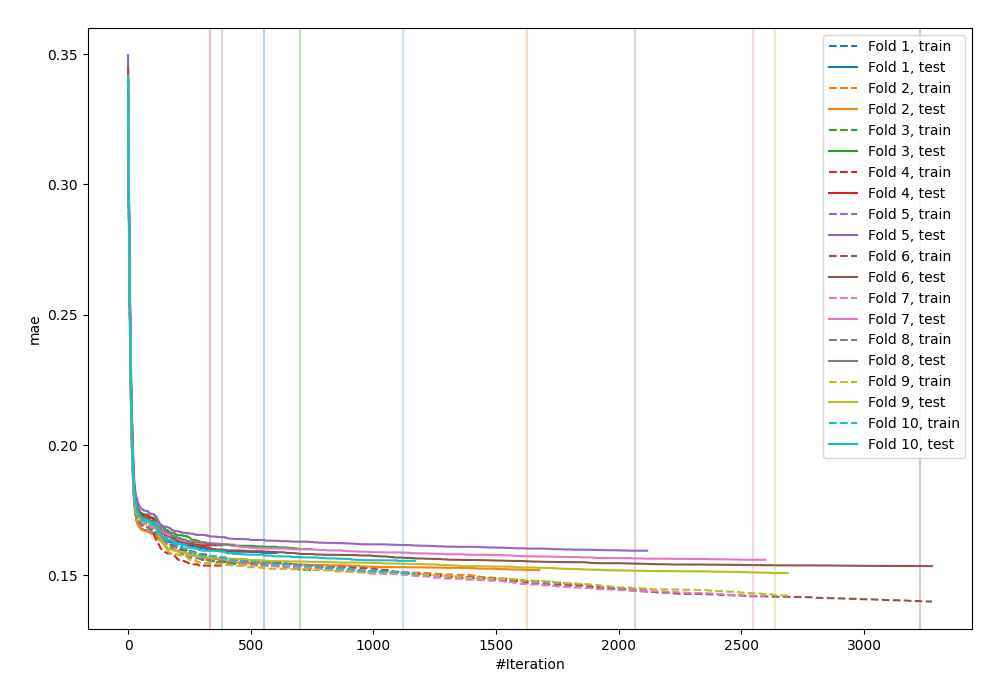 0.35
0.30
0.25
0.20
0.15
mae
0
500
1000
1500
2000
2500
3000
#Iteration
Fold 1, train
Fold 1, test
Fold 2, train
Fold 2, test
Fold 3, train
Fold 3, test
Fold 4, train
Fold 4, test
Fold 5, train
Fold 5, test
Fold 6, train
Fold 6, test
Fold 7, train
Fold 7, test
Fold 8, train
Fold 8, test
Fold 9, train
Fold 9, test
Fold 10, train
Fold 10, test